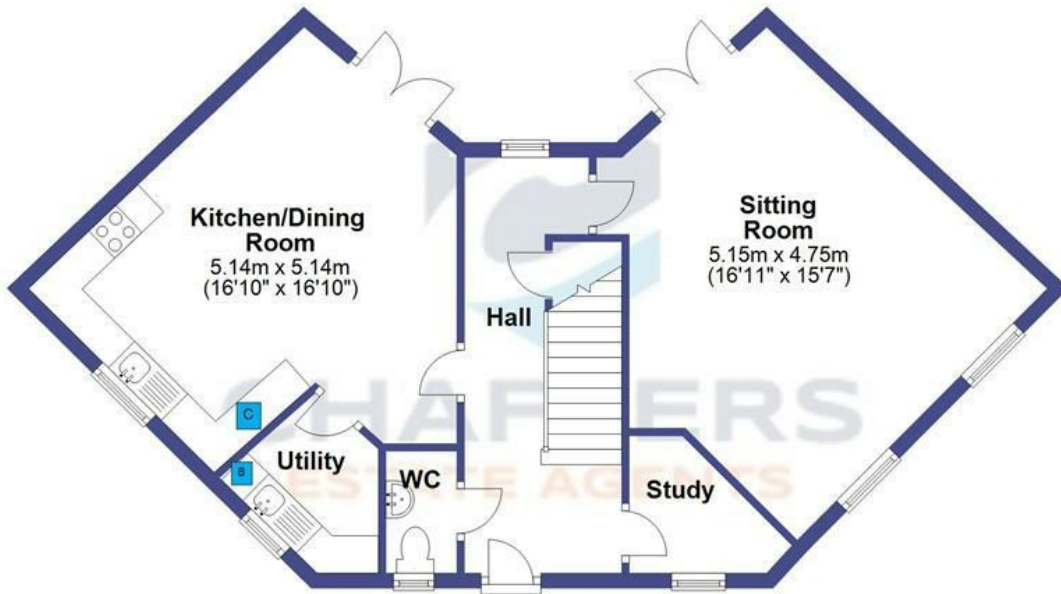 Kitchen/Dining
Room
5.14m x 5.14m
(16'10" x 16'10")
Sitting
Room
5.15m x 4.75m
(16'11" x 15'7")
Hall
C
B
Utility
WC
Study
CHAFFERS
ESTATE AGENTS